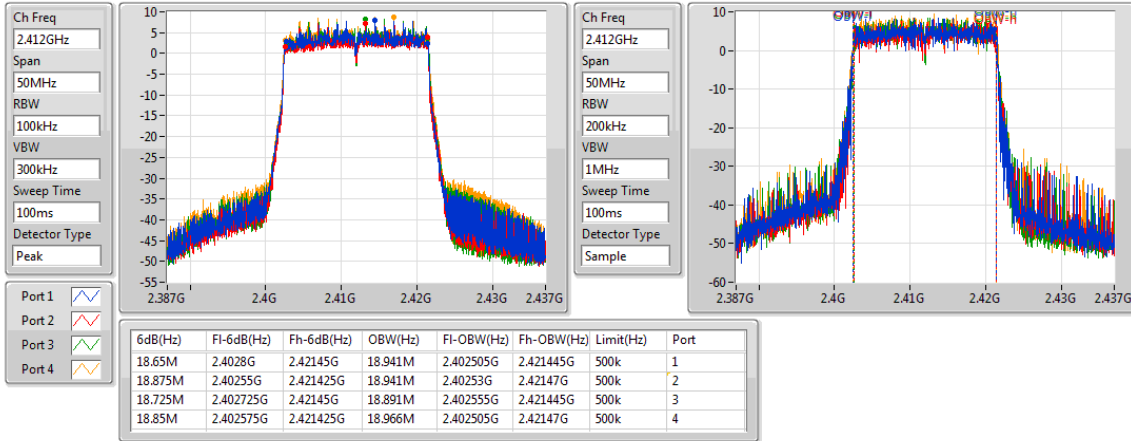 Ch Freq
2.412GHz
Span
50MHz
RBW
100kHz
VBW
300kHz
Sweep Time
100ms
Detector Type
Peak
10
5
0
-5
-10
-15
-20
-25
-30
-35
-40
-45
-50
-55
2.387G 2.4G 2.41G 2.42G 2.437G
Ch Freq
2.412GHz
Span
50MHz
RBW
200kHz
VBW
1MHz
Sweep Time
100ms
Detector Type
Sample
10
0
-10
-20
-30
-40
-50
-60
2.387G 2.4G 2.41G 2.42G 2.43G 2.437G
Port 1
Port 2
Port 3
Port 4
6dB(Hz) Fl-6dB(Hz) Fh-6dB(Hz) OBW(Hz) Fl-OBW(Hz) Fh-OBW(Hz) Limit(Hz) Port
18.65M 2.4028G 2.42145G 18.941M 2.402505G 2.421445G 500k 1
18.875M 2.40255G 2.421425G 18.941M 2.40253G 2.42147G 500k 2
18.725M 2.402725G 2.42145G 18.891M 2.402555G 2.421445G 500k 3
18.85M 2.402575G 2.421425G 18.966M 2.402505G 2.42147G 500k 4